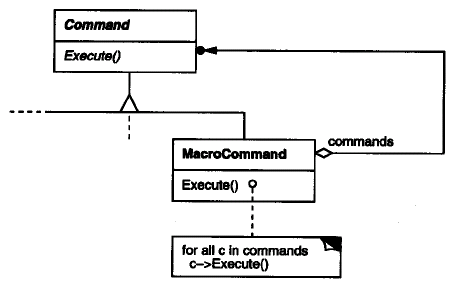 Command
Execute()
commands
MacroCommand
Execute()
for all c in commands
c->Execute()